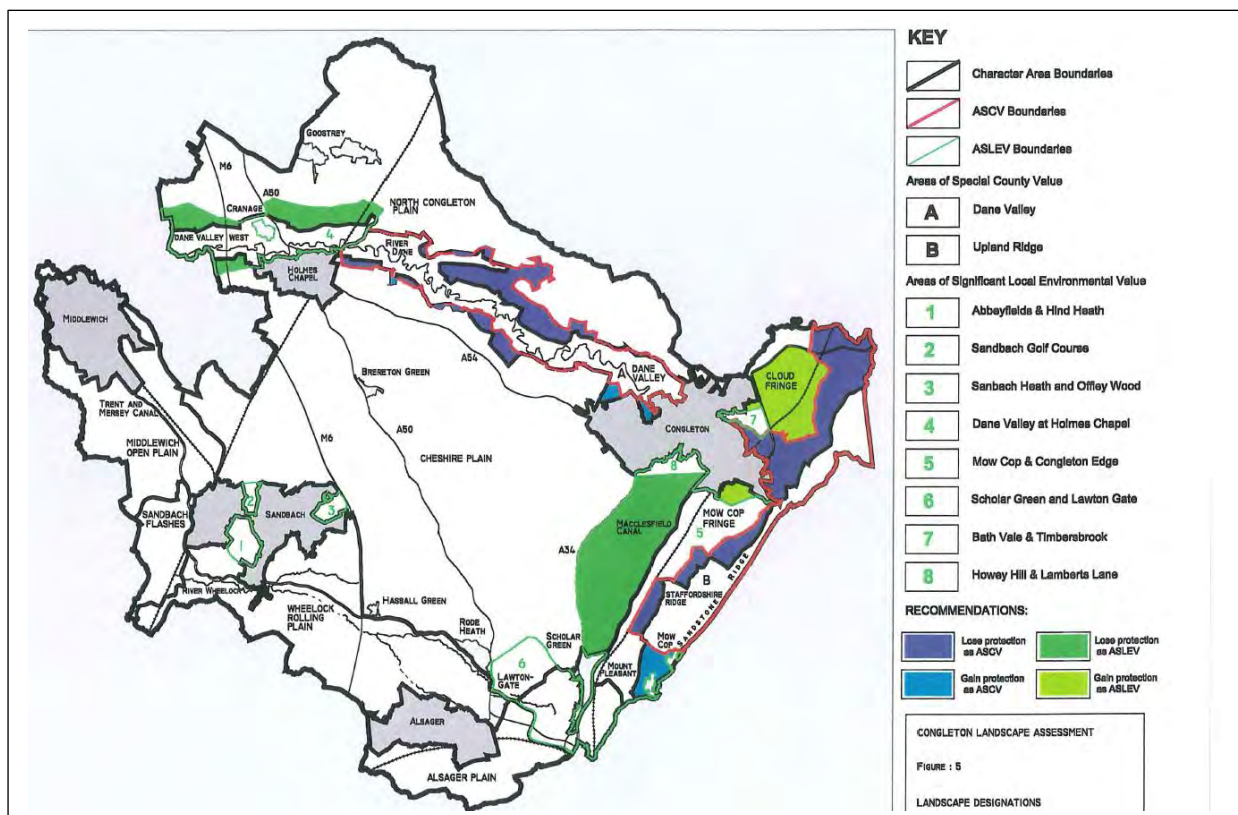 GOOSTREY
M6
A50
CRANAGE
NORTH CONGLETON
PLAIN
DANE VALLEY WEST
4
RIVER
DANE
HOLMES
CHAPEL
MIDDLEWICH
A54
A
DANE
VALLEY
CLOUD
FRINGE
BRERETON GREEN
7
TRENT AND
MERSEY CANAL
CONGLETON
MIDDLEWICH
OPEN PLAIN
M6
A50
CHESHIRE PLAIN
8
SANDBACH
FLASHES
2
SANDBACH
3
1
MACCLESFIELD
CANAL
MOW COP
FRINGE
5
A34
B
STAFFORDSHIRE
RIDGE
SANDSTONE RIDGE
RIVER WHEELOCK
HASSALL GREEN
WHEELOCK
ROLLING
PLAIN
RODE
HEATH
SCHOLAR
GREEN
MOW
COP
6
LAWTON-
GATE
MOUNT
PLEASANT
ALSAGER
ALSAGER PLAIN
KEY
Character Area Boundaries
ASCV Boundaries
ASLEV Boundaries
Areas of Special County Value
A Dane Valley
B Upland Ridge
Areas of Significant Local Environmental Value
1 Abbeyfields & Hind Heath
2 Sandbach Golf Course
3 Sanbach Heath and Offley Wood
4 Dane Valley at Holmes Chapel
5 Mow Cop & Congleton Edge
6 Scholar Green and Lawton Gate
7 Bath Vale & Timbersbrook
8 Howey Hill & Lamberts Lane
RECOMMENDATIONS:
Lose protection
as ASCV
Lose protection
as ASLEV
Gain protection
as ASCV
Gain protection
as ASLEV
CONGLETON LANDSCAPE ASSESSMENT
FIGURE : 5
LANDSCAPE DESIGNATIONS